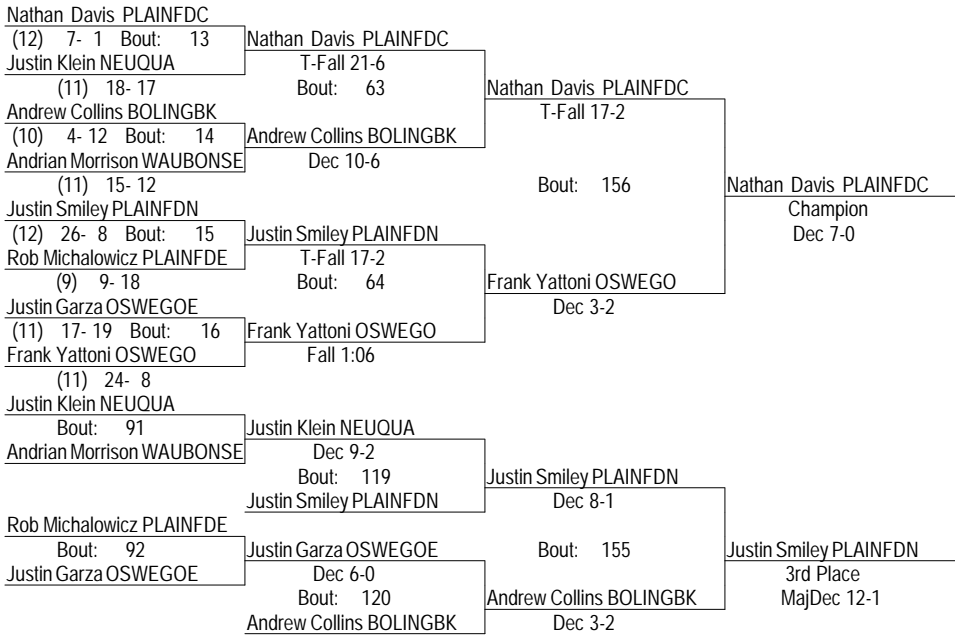 Nathan Davis PLAINFDC
(12) 7- 1 Bout: 13 Nathan Davis PLAINFDC
Justin Klein NEUQUA T-Fall 21-6
(11) 18- 17 Bout: 63 Nathan Davis PLAINFDC
Andrew Collins BOLINGBK T-Fall 17-2
(10) 4- 12 Bout: 14 Andrew Collins BOLINGBK
Andrian Morrison WAUBONSE Dec 10-6
(11) 15- 12 Bout: 156 Nathan Davis PLAINFDC
Justin Smiley PLAINFDN Champion
(12) 26- 8 Bout: 15 Justin Smiley PLAINFDN Dec 7-0
Rob Michalowicz PLAINFDE T-Fall 17-2
(9) 9- 18 Bout: 64 Frank Yattoni OSWEGO
Justin Garza OSWEGOE Dec 3-2
(11) 17- 19 Bout: 16 Frank Yattoni OSWEGO
Frank Yattoni OSWEGO Fall 1:06
(11) 24- 8
Justin Klein NEUQUA
Bout: 91 Justin Klein NEUQUA
Andrian Morrison WAUBONSE Dec 9-2
Bout: 119 Justin Smiley PLAINFDN
Justin Smiley PLAINFDN Dec 8-1
Rob Michalowicz PLAINFDE
Bout: 92 Justin Garza OSWEGOE Bout: 155 Justin Smiley PLAINFDN
Justin Garza OSWEGOE Dec 6-0 3rd Place
Bout: 120 Andrew Collins BOLINGBK MajDec 12-1
Andrew Collins BOLINGBK Dec 3-2